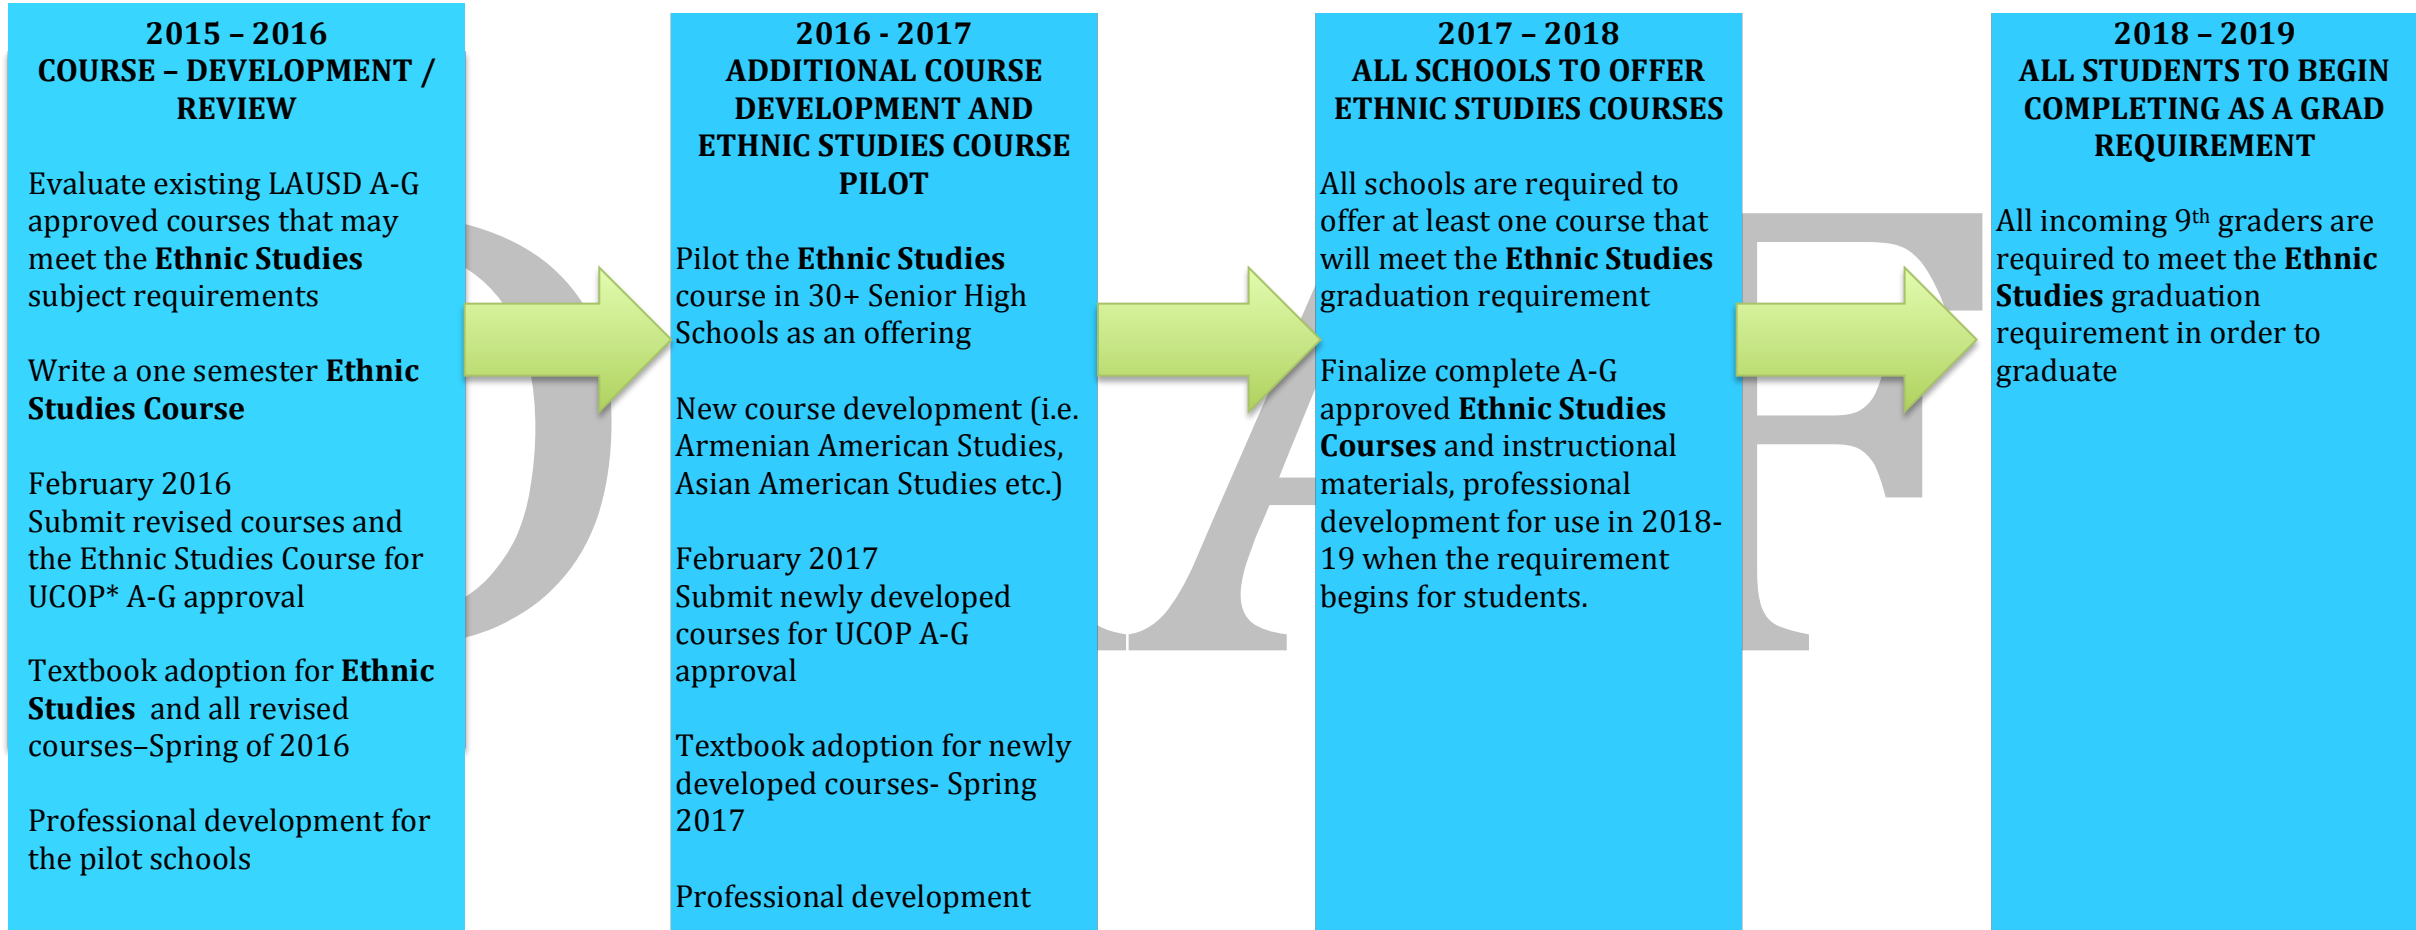 2015 – 2016
COURSE – DEVELOPMENT /
REVIEW
Evaluate existing LAUSD A-G
approved courses that may
meet the Ethnic Studies
subject requirements
Write a one semester Ethnic
Studies Course
February 2016
Submit revised courses and
the Ethnic Studies Course for
UCOP* A-G approval
Textbook adoption for Ethnic
Studies  and all revised
courses–Spring of 2016
Professional development for
the pilot schools
2016 - 2017
ADDITIONAL COURSE
DEVELOPMENT AND
ETHNIC STUDIES COURSE
PILOT
Pilot the Ethnic Studies
course in 30+ Senior High
Schools as an offering
New course development (i.e.
Armenian American Studies,
Asian American Studies etc.)
February 2017
Submit newly developed
courses for UCOP A-G
approval
Textbook adoption for newly
developed courses- Spring
2017
Professional development
2017 – 2018
ALL SCHOOLS TO OFFER
ETHNIC STUDIES COURSES
All schools are required to
offer at least one course that
will meet the Ethnic Studies
graduation requirement
Finalize complete A-G
approved Ethnic Studies
Courses and instructional
materials, professional
development for use in 2018-
19 when the requirement
begins for students.
2018 – 2019
ALL STUDENTS TO BEGIN
COMPLETING AS A GRAD
REQUIREMENT
All incoming 9th graders are
required to meet the Ethnic
Studies graduation
requirement in order to
graduate